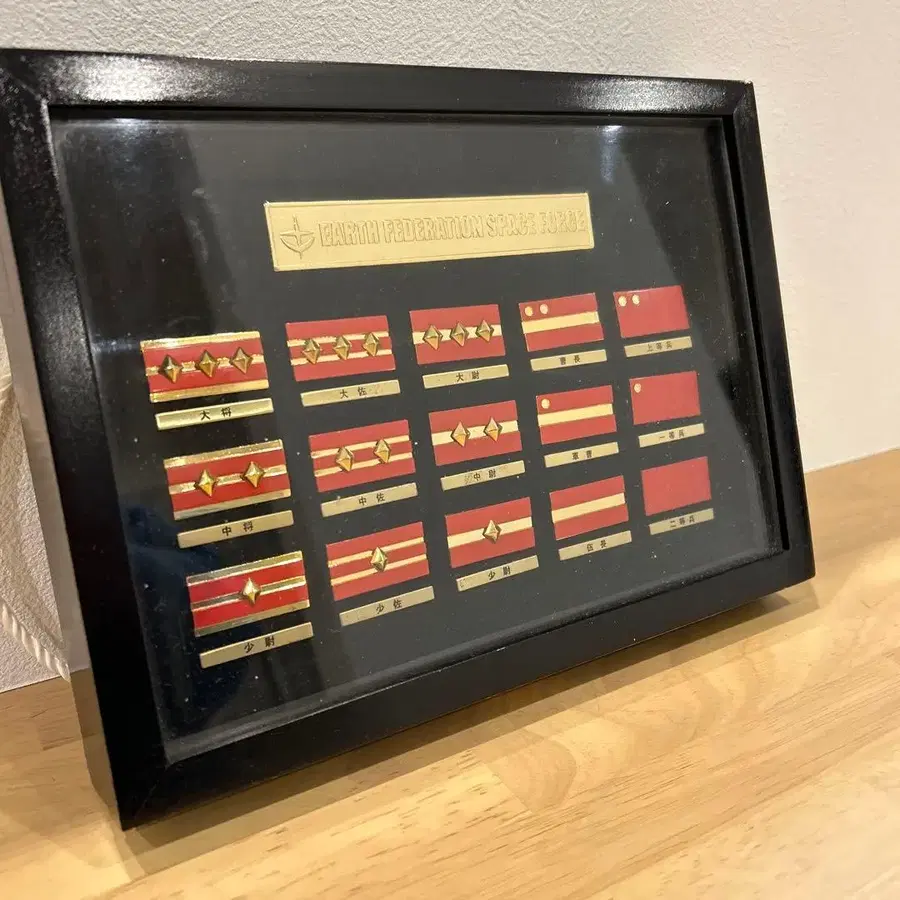 EARTH FEDERATION SPACE FORCE
大将
大佐
大尉
曹長
上等兵
中将
中佐
中尉
軍曹
一等兵
少尉
少佐
少尉
伍長
二等兵